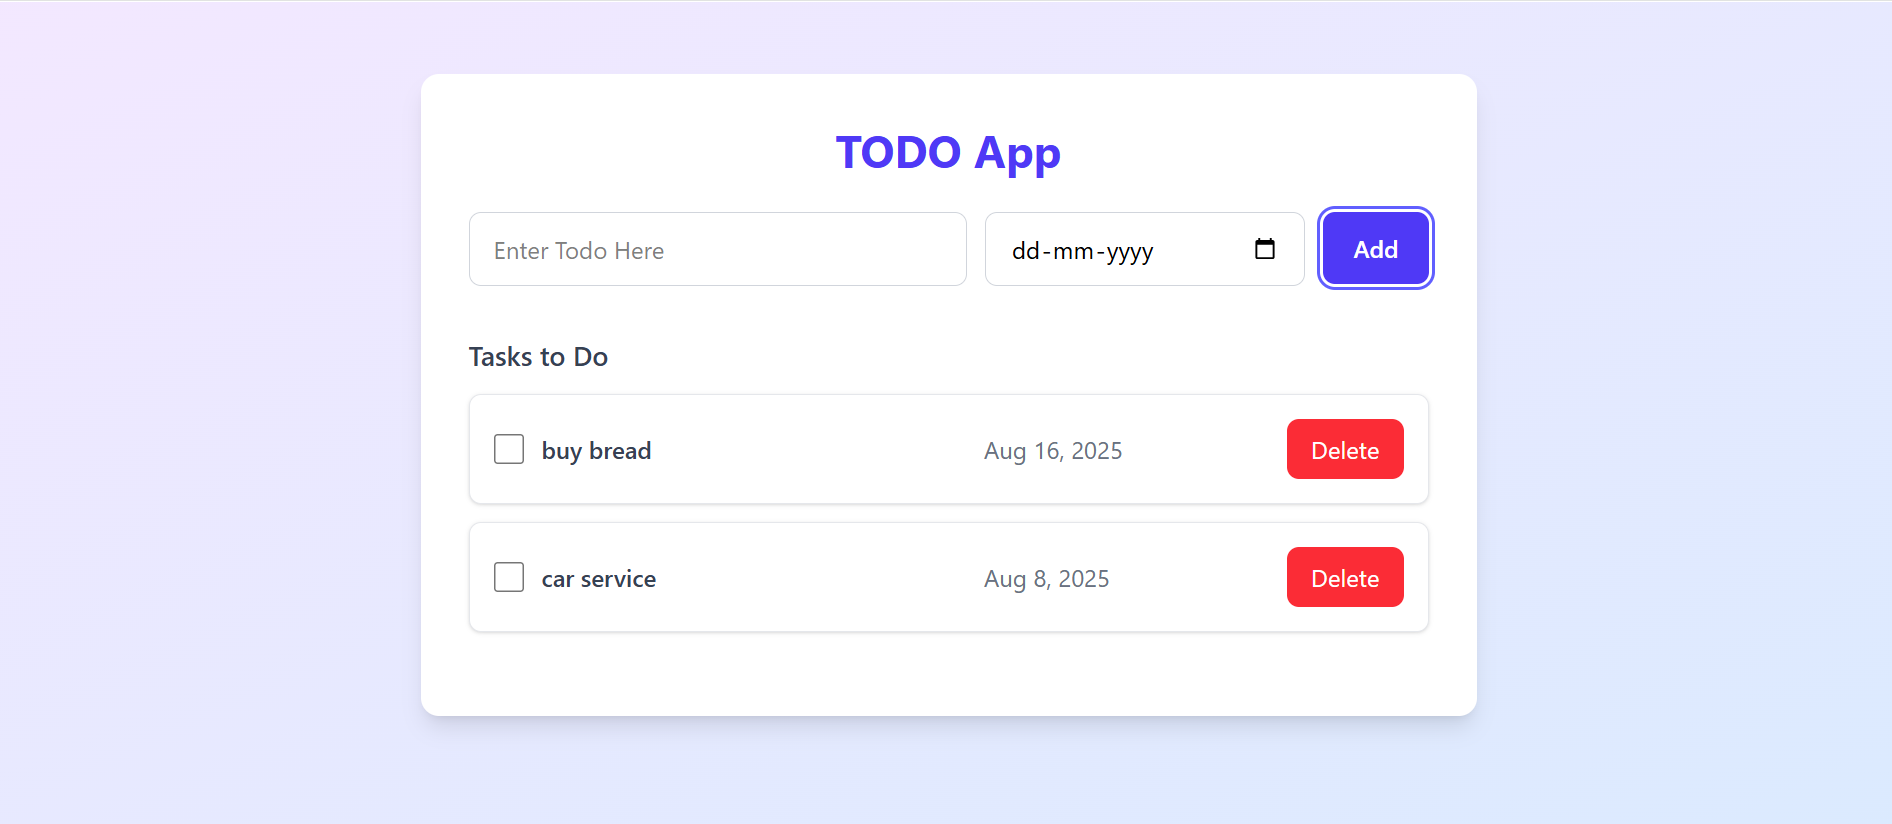 TODO App
Enter Todo Here dd-mm-yyyy Add
Tasks to Do
buy bread Aug 16, 2025 Delete
car service Aug 8, 2025 Delete